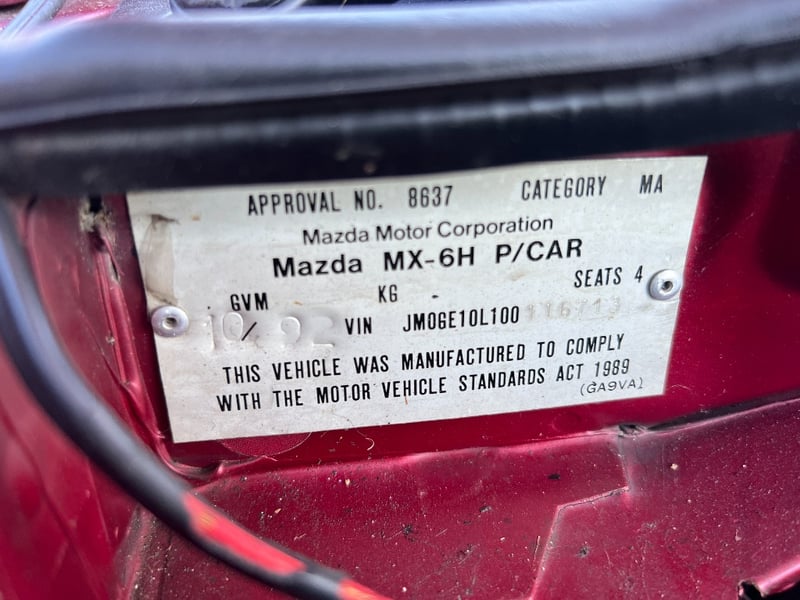 APPROVAL NO. 8637 CATEGORY MA
Mazda Motor Corporation
Mazda MX-6H P/CAR
GVM KG - SEATS 4
10/92 VIN JM0GE10L100116713
THIS VEHICLE WAS MANUFACTURED TO COMPLY
WITH THE MOTOR VEHICLE STANDARDS ACT 1989
(GA9VA)